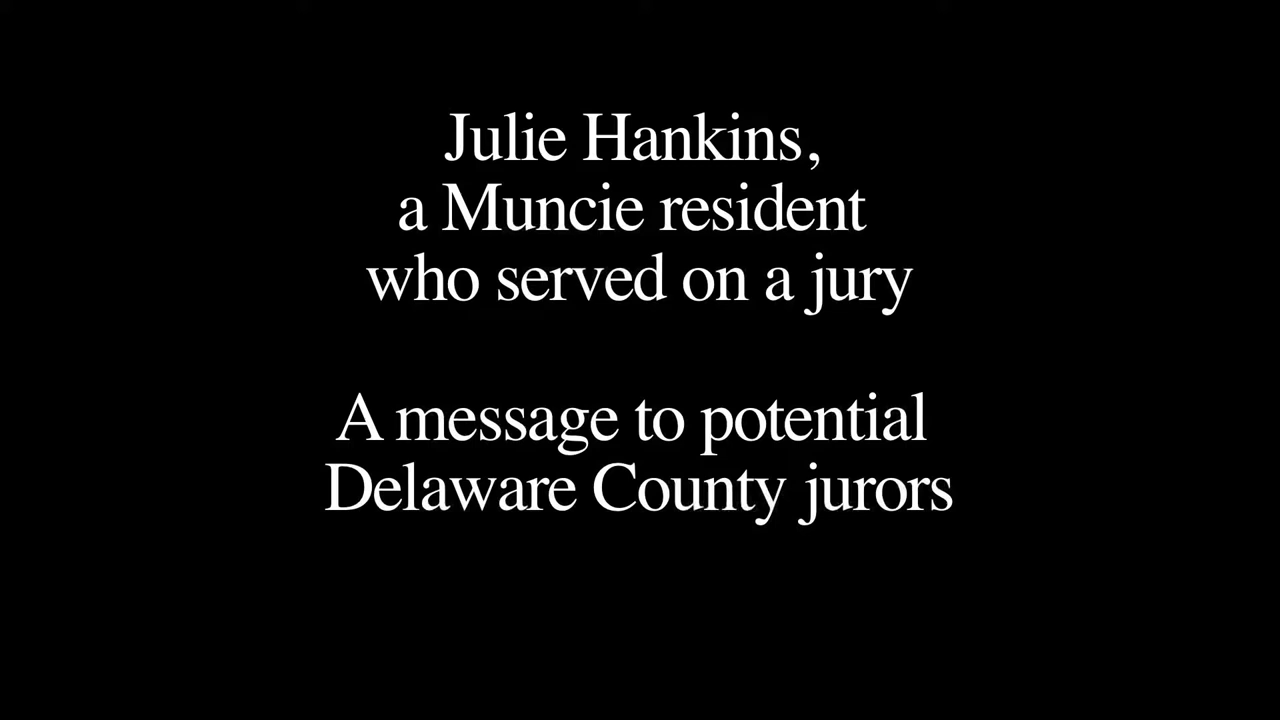 Julie Hankins,
a Muncie resident
who served on a jury
A message to potential
Delaware County jurors